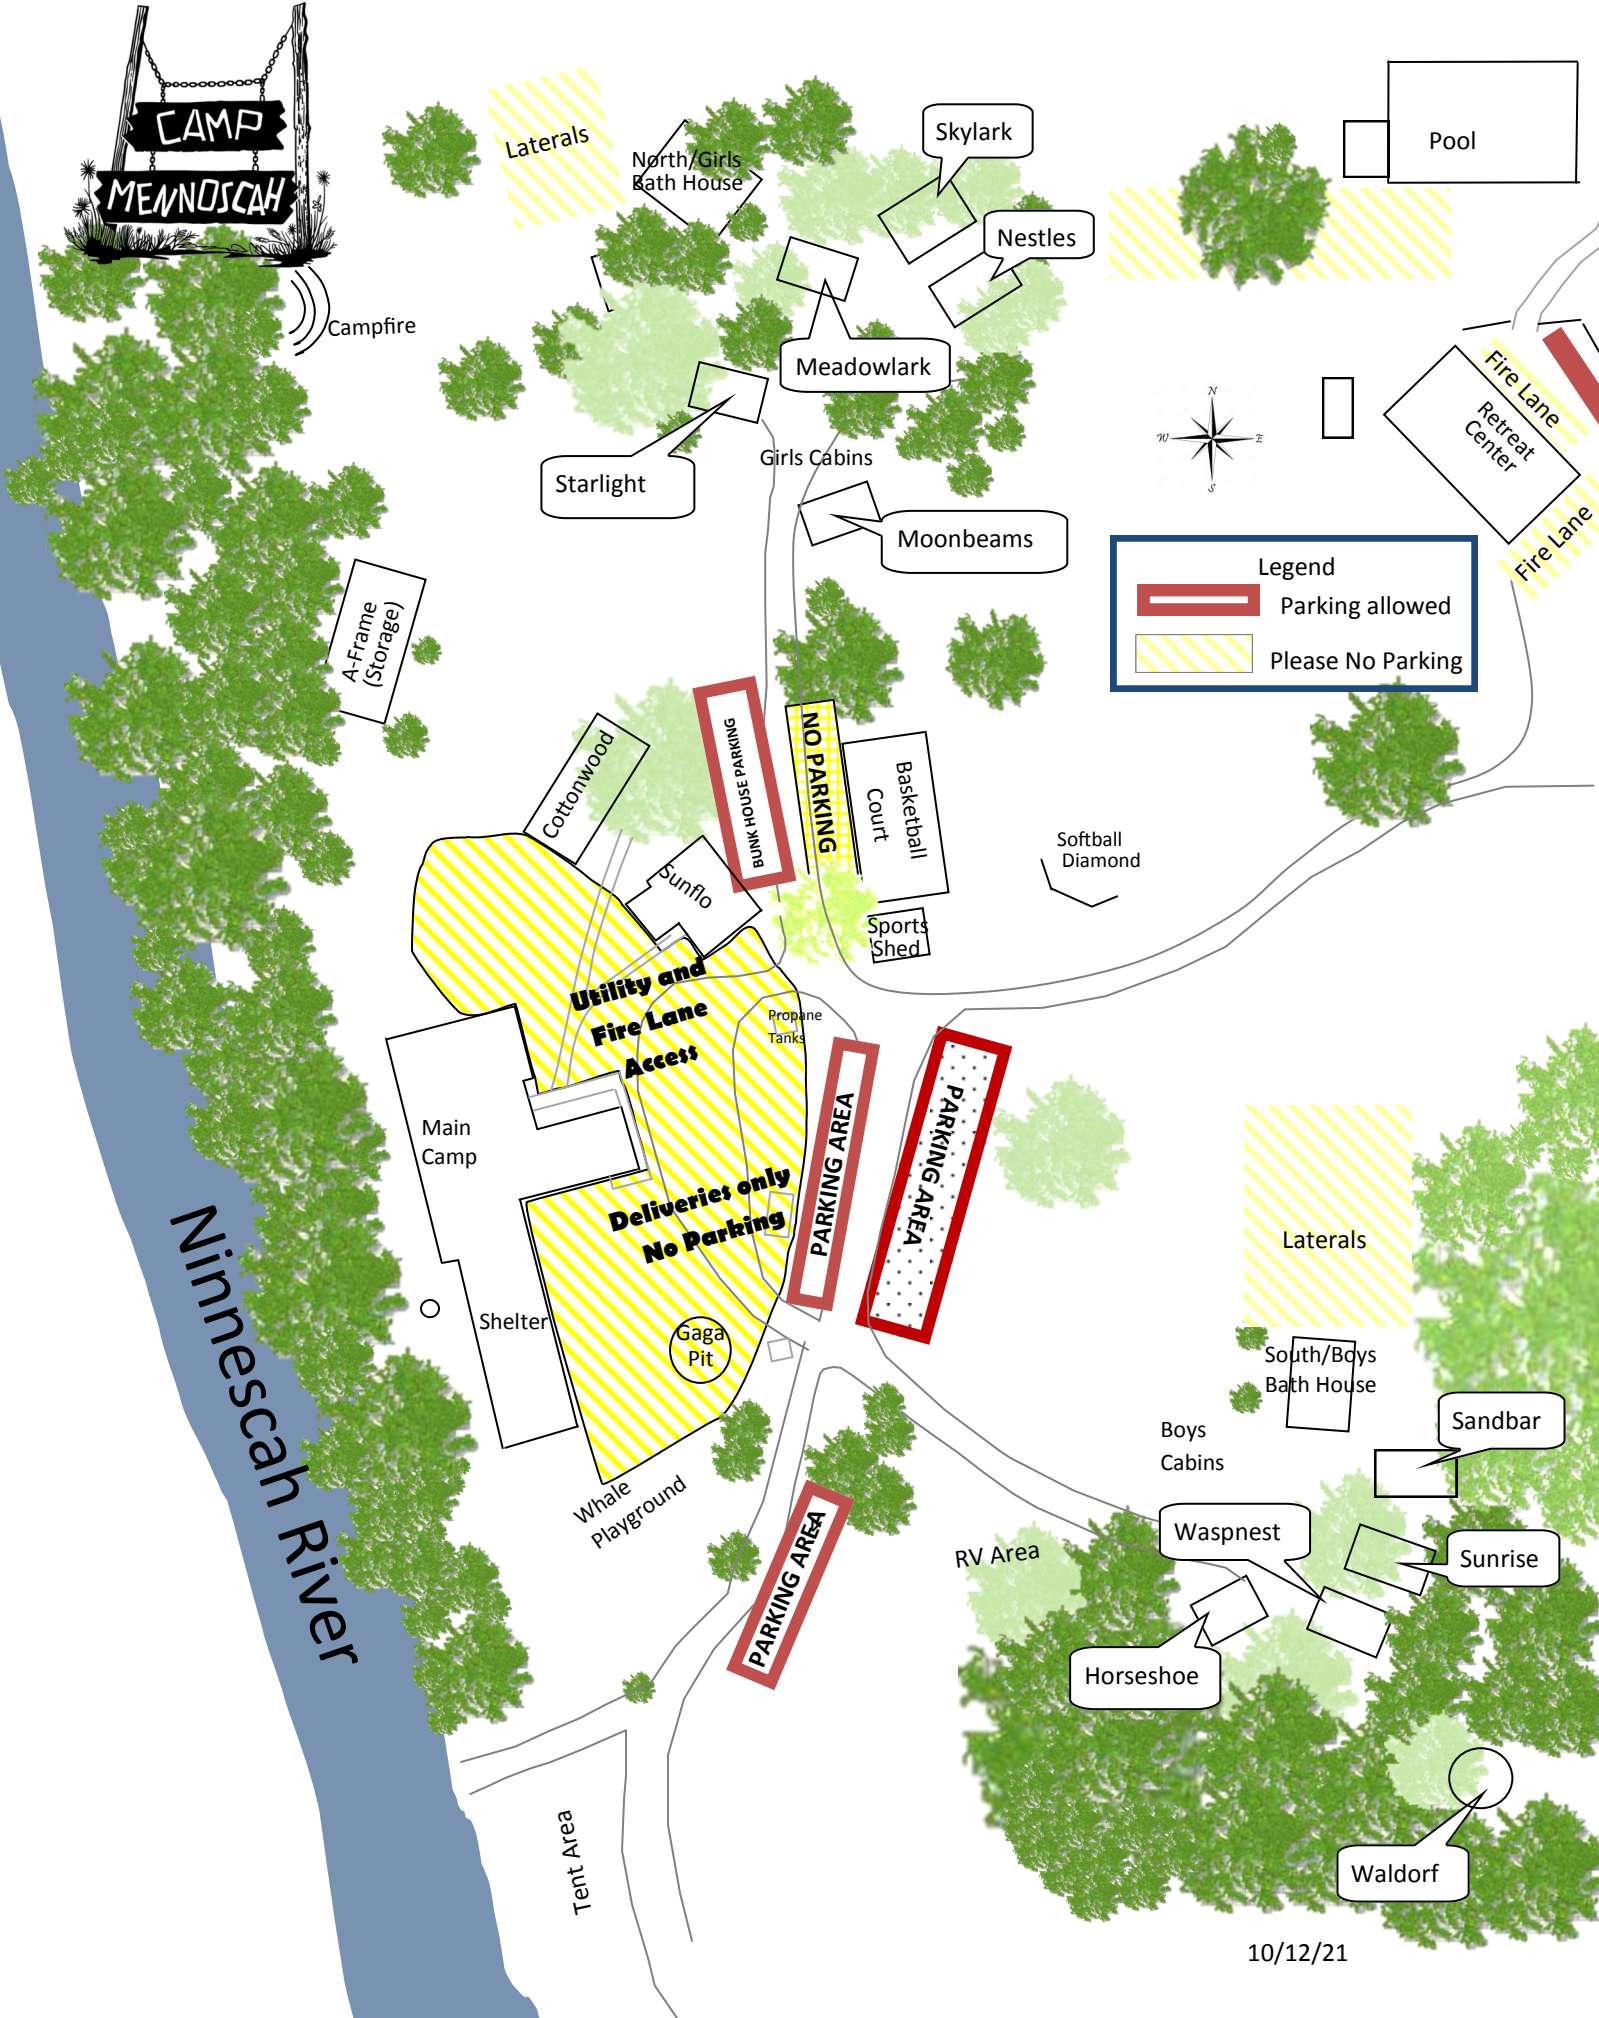 CAMP
MENNOSCAH
Laterals
North/Girls
Bath House
Skylark
Pool
Nestles
Campfire
Meadowlark
Starlight
Girls Cabins
Moonbeams
N
W
E
S
Fire Lane
Retreat
Center
Fire Lane
Legend
Parking allowed
Please No Parking
A-Frame
(Storage)
Cottonwood
BUNK HOUSE PARKING
NO PARKING
Basketball
Court
Softball
Diamond
Sunflo
Sports
Shed
Utility and
Fire Lane
Access
Propane
Tanks
Main
Camp
PARKING AREA
PARKING AREA
Deliveries only
No Parking
Laterals
Ninnescah River
Shelter
Gaga
Pit
South/Boys
Bath House
Sandbar
Boys
Cabins
Whale
Playground
Waspnest
RV Area
Sunrise
PARKING AREA
Horseshoe
Tent Area
Waldorf
10/12/21